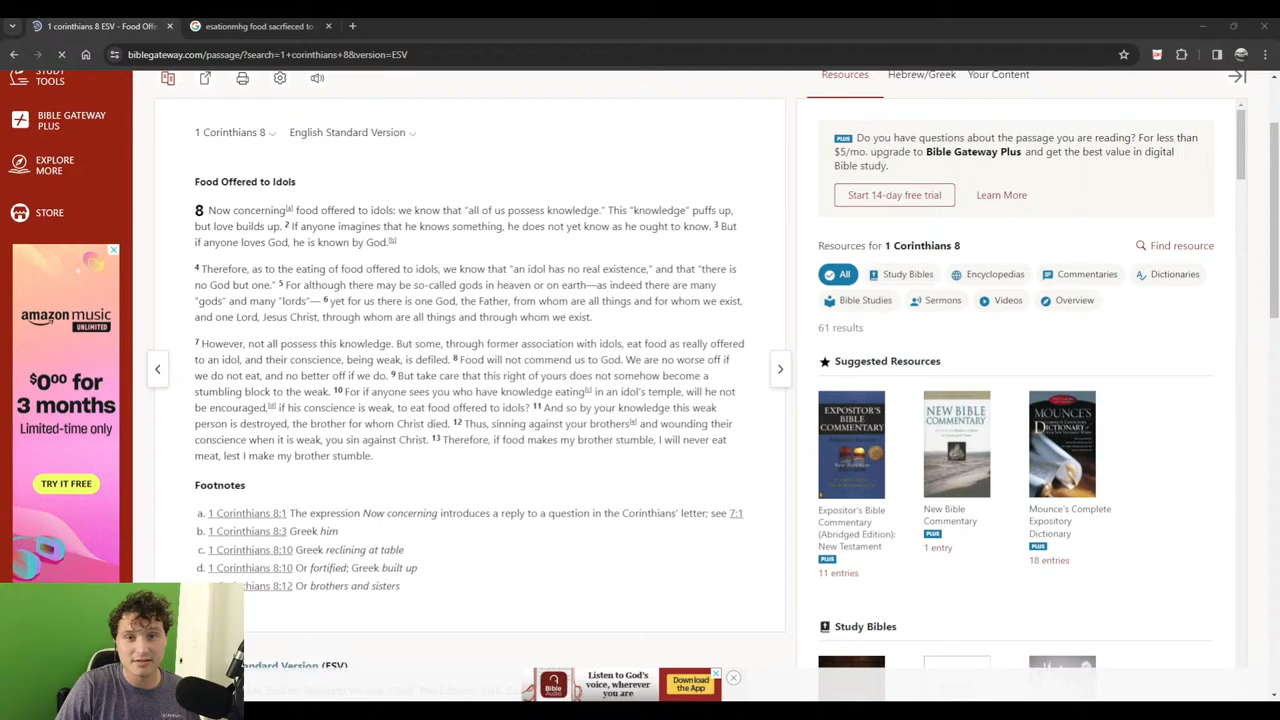 1 corinthians 8 ESV - Food Off
esationmhg food sacrfieced to
biblegateway.com/passage/?search=1+corinthians+8&version=ESV
STUDY
TOOLS
BIBLE GATEWAY
PLUS
EXPLORE
MORE
STORE
amazon music
UNLIMITED
$0.00 for
3 months
Limited-time only
TRY IT FREE
1 Corinthians 8
English Standard Version
Food Offered to Idols
8 Now concerning[a] food offered to idols: we know that “all of us possess knowledge.” This “knowledge” puffs up,
but love builds up. 2 If anyone imagines that he knows something, he does not yet know as he ought to know. 3 But
if anyone loves God, he is known by God.[b]
4 Therefore, as to the eating of food offered to idols, we know that “an idol has no real existence,” and that “there is
no God but one.” 5 For although there may be so-called gods in heaven or on earth—as indeed there are many
“gods” and many “lords”— 6 yet for us there is one God, the Father, from whom are all things and for whom we exist,
and one Lord, Jesus Christ, through whom are all things and through whom we exist.
7 However, not all possess this knowledge. But some, through former association with idols, eat food as really offered
to an idol, and their conscience, being weak, is defiled. 8 Food will not commend us to God. We are no worse off if
we do not eat, and no better off if we do. 9 But take care that this right of yours does not somehow become a
stumbling block to the weak. 10 For if anyone sees you who have knowledge eating[c] in an idol’s temple, will he not
be encouraged,[d] if his conscience is weak, to eat food offered to idols? 11 And so by your knowledge this weak
person is destroyed, the brother for whom Christ died. 12 Thus, sinning against your brothers[e] and wounding their
conscience when it is weak, you sin against Christ. 13 Therefore, if food makes my brother stumble, I will never eat
meat, lest I make my brother stumble.
Footnotes
a. 1 Corinthians 8:1 The expression Now concerning introduces a reply to a question in the Corinthians' letter; see 7:1
b. 1 Corinthians 8:3 Greek him
c. 1 Corinthians 8:10 Greek reclining at table
d. 1 Corinthians 8:10 Or fortified; Greek built up
Corinthians 8:12 Or brothers and sisters
Standard Version (ESV)
Resources
Hebrew/Greek
Your Content
PLUS Do you have questions about the passage you are reading? For less than
$5/mo. upgrade to Bible Gateway Plus and get the best value in digital
Bible study.
Start 14-day free trial
Learn More
Resources for 1 Corinthians 8
Find resource
All
Study Bibles
Encyclopedias
Commentaries
Dictionaries
Bible Studies
Sermons
Videos
Overview
61 results
Suggested Resources
EXPOSITOR'S
BIBLE
COMMENTARY
NEW BIBLE
COMMENTARY
MOUNCE'S
COMPLETE
EXPOSITORY
DICTIONARY
Expositor's Bible
Commentary
(Abridged Edition):
New Testament
PLUS
11 entries
New Bible
Commentary
PLUS
1 entry
Mounce's Complete
Expository
Dictionary
PLUS
18 entries
Study Bibles
Bible
Audio
Listen to God's
voice, wherever
you are
Download
the App